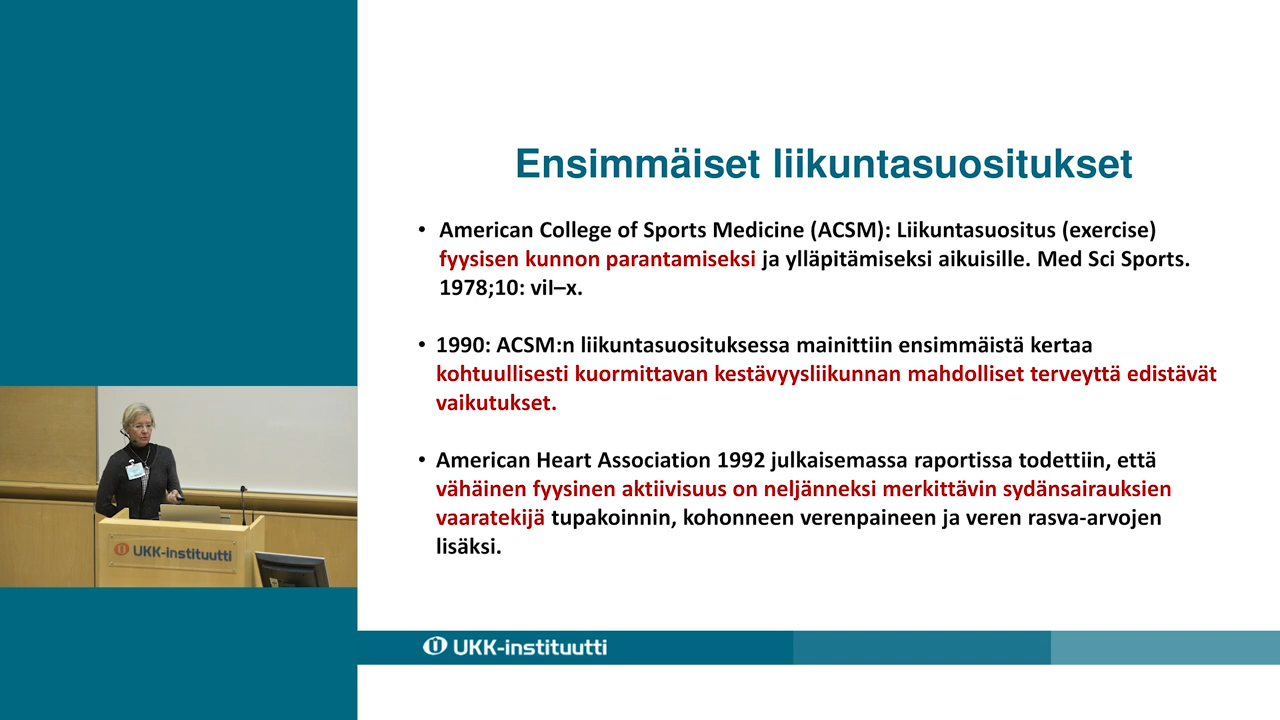 Ensimmäiset liikuntasuositukset
• American College of Sports Medicine (ACSM): Liikuntasuositus (exercise)
fyysisen kunnon parantamiseksi ja ylläpitämiseksi aikuisille. Med Sci Sports.
1978;10: viI–x.
• 1990: ACSM:n liikuntasuosituksessa mainittiin ensimmäistä kertaa
kohtuullisesti kuormittavan kestävyysliikunnan mahdolliset terveyttä edistävät
vaikutukset.
• American Heart Association 1992 julkaisemassa raportissa todettiin, että
vähäinen fyysinen aktiivisuus on neljänneksi merkittävin sydänsairauksien
vaaratekijä tupakoinnin, kohonneen verenpaineen ja veren rasva-arvojen
lisäksi.
UKK-instituutti
UKK-instituutti